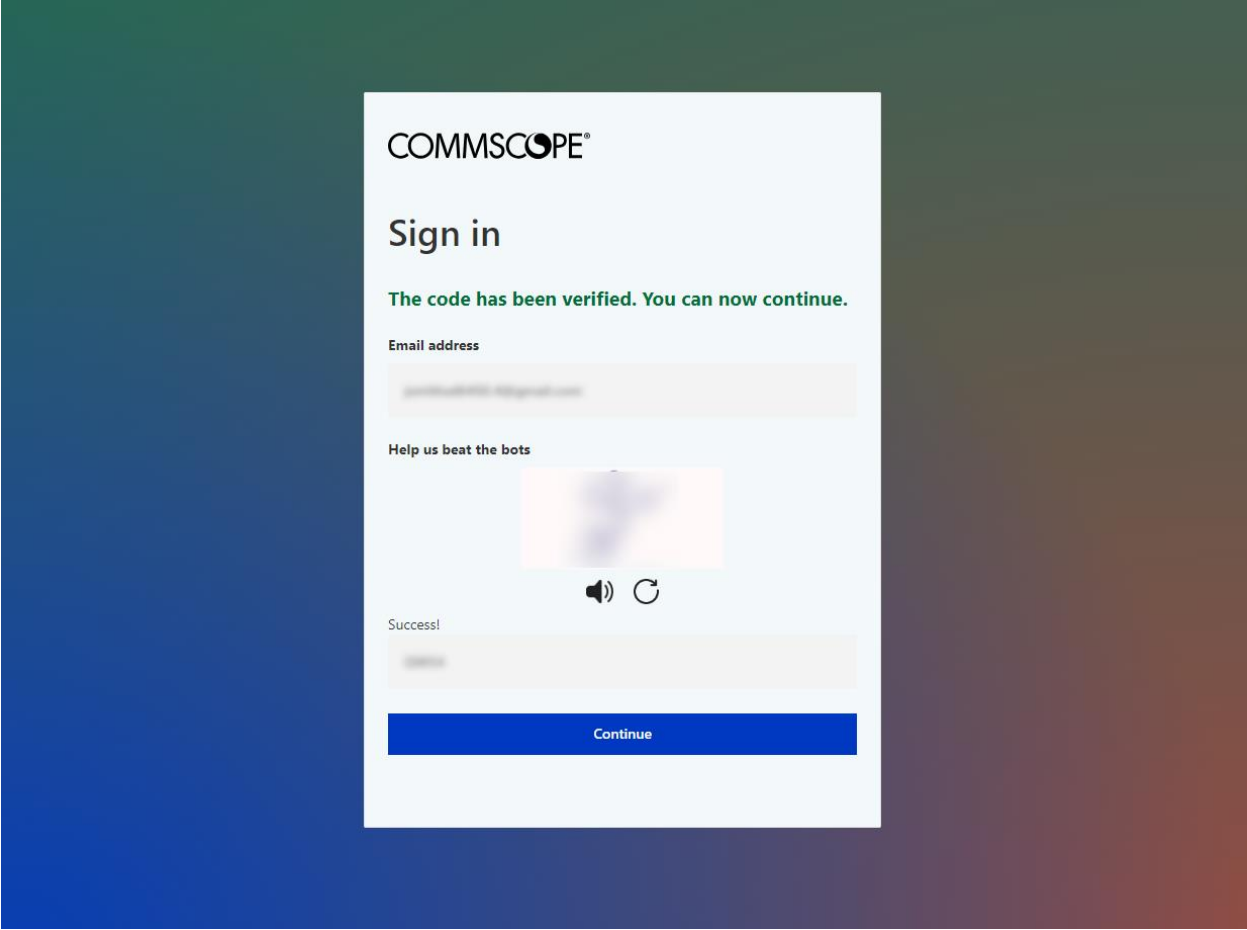 COMMSCOPE®
Sign in
The code has been verified. You can now continue.
Email address
Help us beat the bots
Success!
Continue